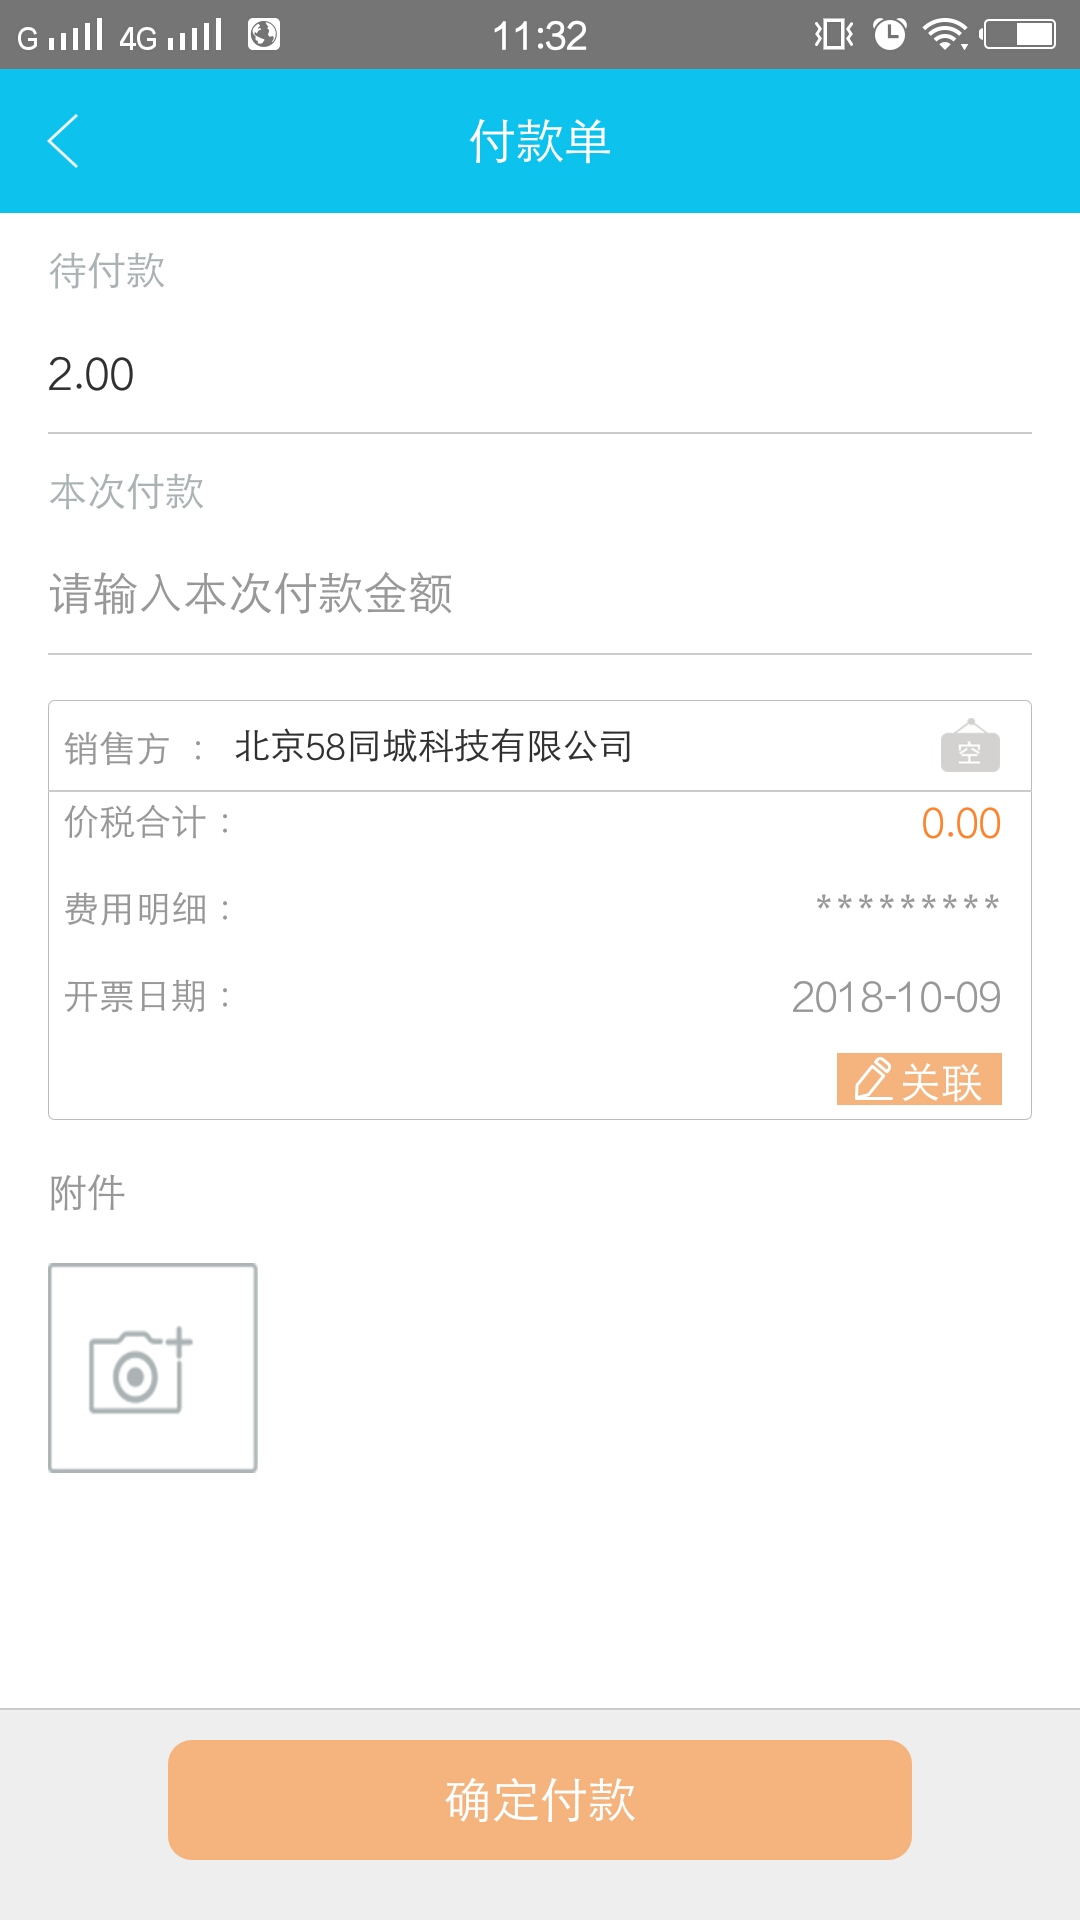 G 4G 11:32
付款单
待付款
2.00
本次付款
请输入本次付款金额
销售方 : 北京58同城科技有限公司 空
价税合计 : 0.00
费用明细 : *********
开票日期 : 2018-10-09
关联
附件
确定付款